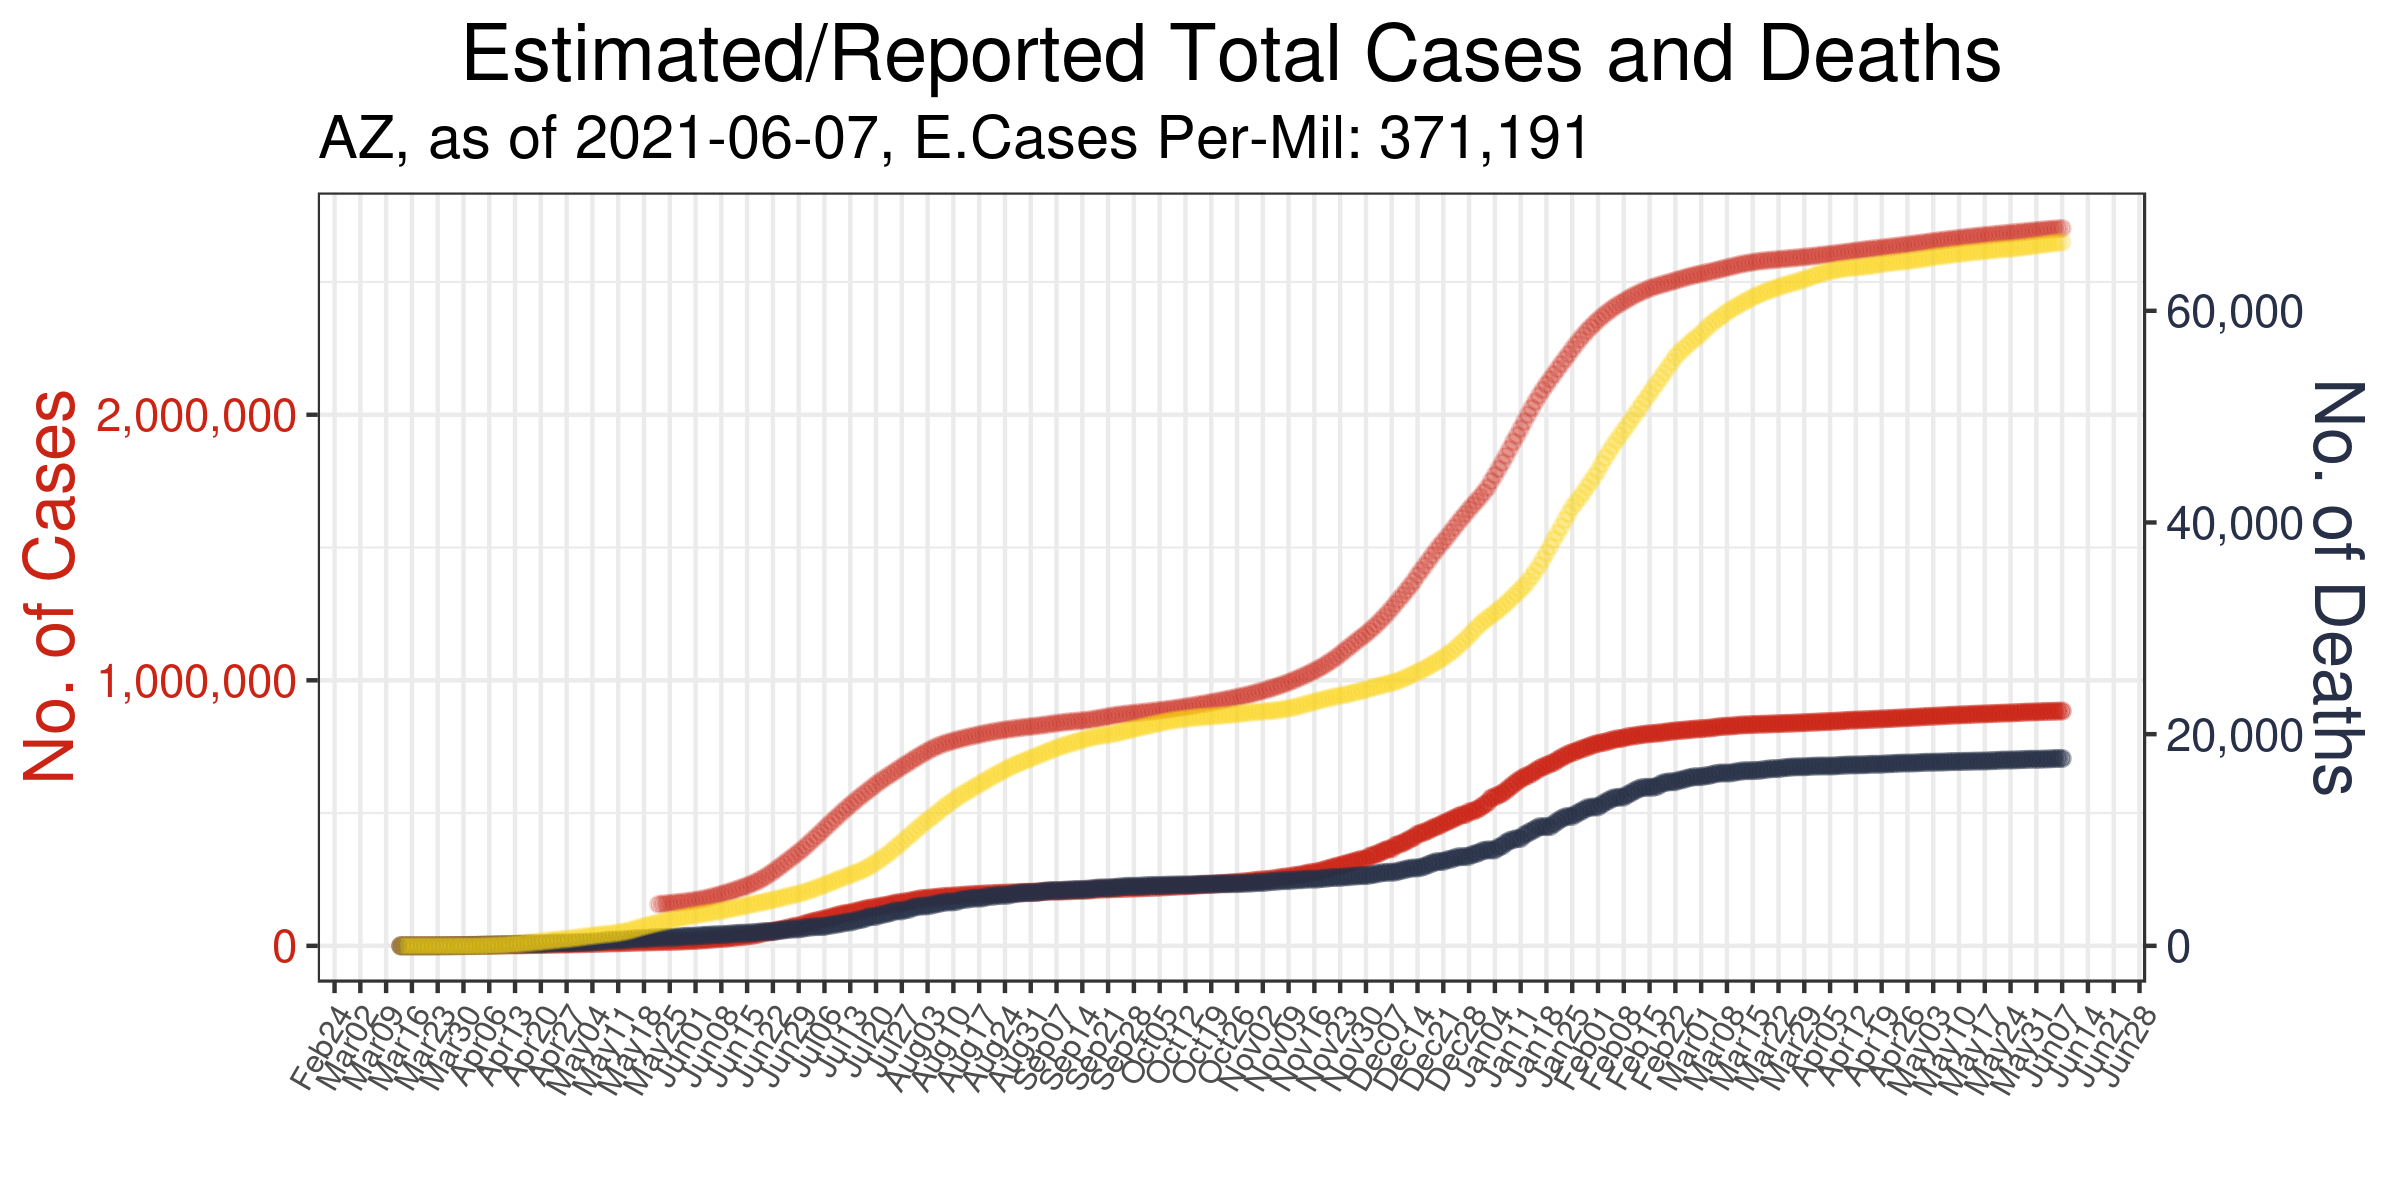 Estimated/Reported Total Cases and Deaths
AZ, as of 2021-06-07, E.Cases Per-Mil: 371,191
No. of Cases
2,000,000
1,000,000
0
60,000
40,000
20,000
0
No. of Deaths
Feb24
Mar02
Mar09
Mar16
Mar23
Mar30
Apr06
Apr13
Apr20
Apr27
May04
May11
May18
May25
Jun01
Jun08
Jun15
Jun22
Jun29
Jul06
Jul13
Jul20
Jul27
Aug03
Aug10
Aug17
Aug24
Aug31
Sep07
Sep14
Sep21
Sep28
Oct05
Oct12
Oct19
Oct26
Nov02
Nov09
Nov16
Nov23
Nov30
Dec07
Dec14
Dec21
Dec28
Jan04
Jan11
Jan18
Jan25
Feb01
Feb08
Feb15
Feb22
Mar01
Mar08
Mar15
Mar22
Mar29
Apr05
Apr12
Apr19
Apr26
May03
May10
May17
May24
May31
Jun07
Jun14
Jun21
Jun28